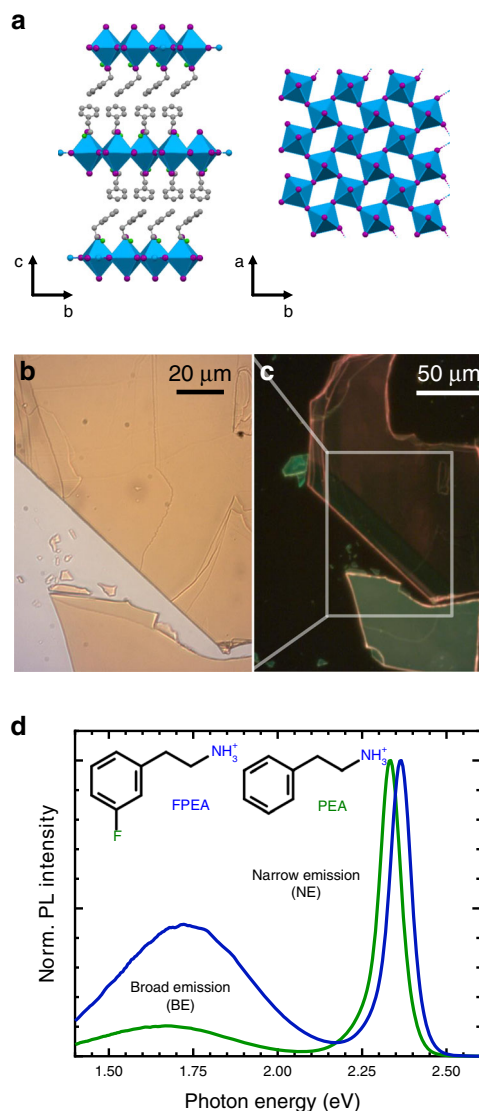 a
c
b
a
b
b
20 μm
c
50 μm
d
NH₃⁺
NH₃⁺
FPEA
PEA
F
Narrow emission
(NE)
Broad emission
(BE)
Norm. PL intensity
1.50
1.75
2.00
2.25
2.50
Photon energy (eV)